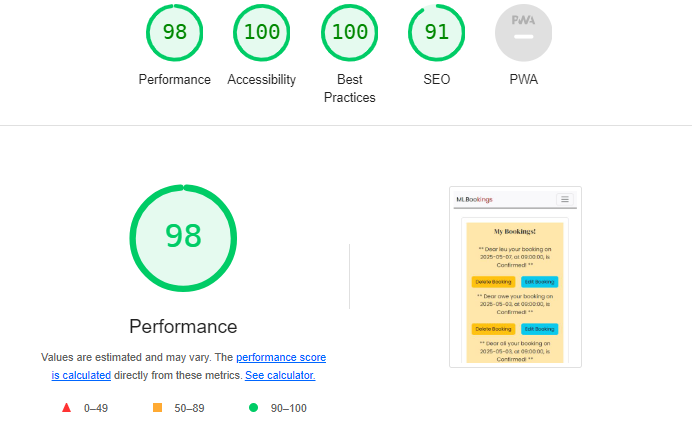 98
100
100
91
PWA
Performance
Accessibility
Best
Practices
SEO
PWA
98
Performance
Values are estimated and may vary. The performance score
is calculated directly from these metrics. See calculator.
0–49
50–89
90–100
MLBookings
My Bookings!
** Dear leu your booking on
2025-05-07, at 09:00:00, is
Confirmed! **
Delete Booking
Edit Booking
** Dear owe your booking on
2025-05-03, at 09:00:00, is
Confirmed! **
Delete Booking
Edit Booking
** Dear oli your booking on
2025-05-03, at 09:00:00, is
Confirmed! **